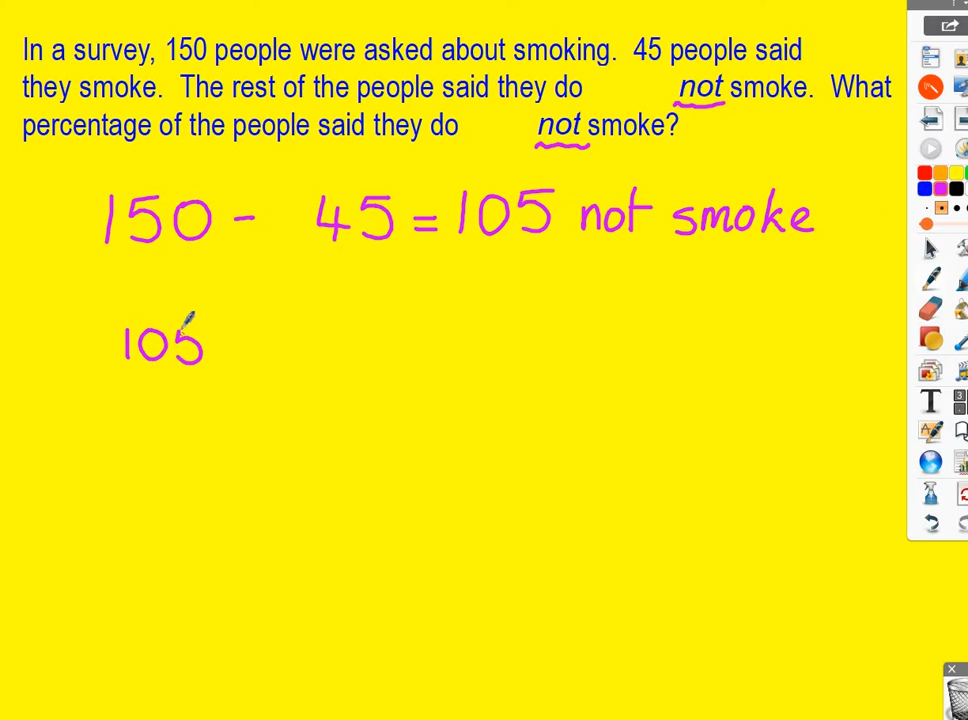 In a survey, 150 people were asked about smoking. 45 people said
they smoke. The rest of the people said they do not smoke. What
percentage of the people said they do not smoke?
150 - 45 = 105 not smoke
105